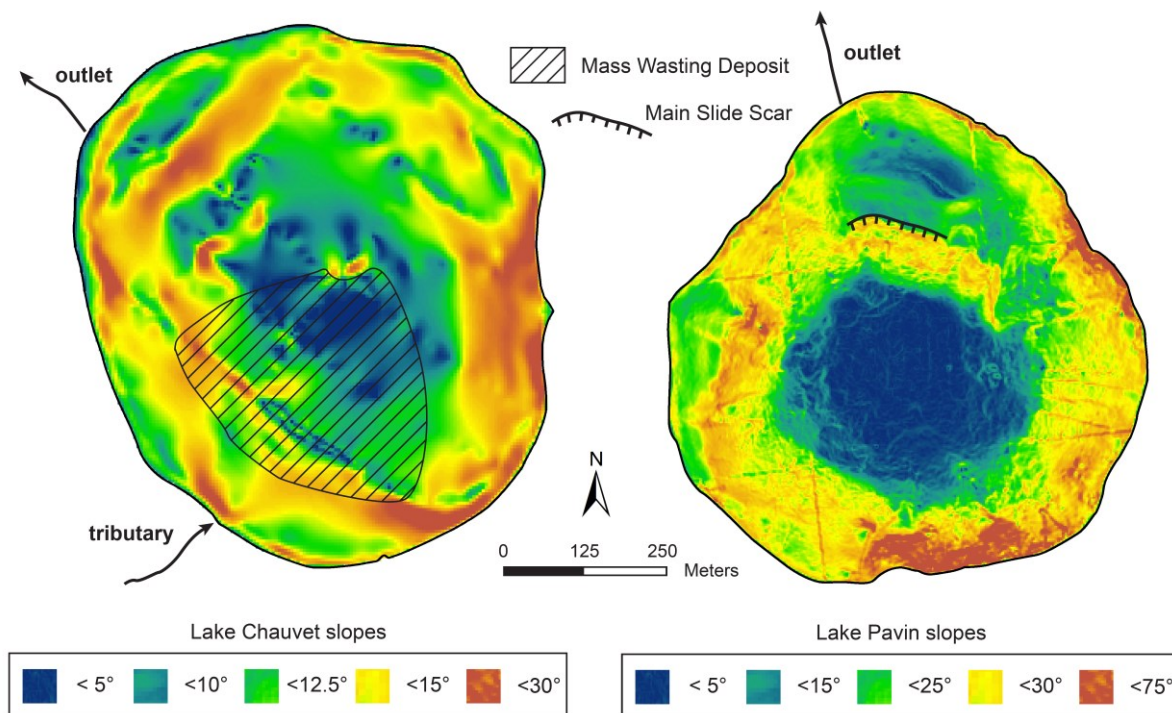 outlet
Mass Wasting Deposit
Main Slide Scar
outlet
tributary
N
0 125 250
Meters
Lake Chauvet slopes
< 5° <10° <12.5° <15° <30°
Lake Pavin slopes
< 5° <15° <25° <30° <75°